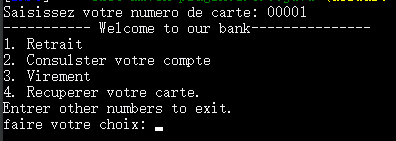 Saisissez votre numero de carte: 00001
----------- Welcome to our bank---------------
1. Retrait
2. Consulster votre compte
3. Virement
4. Recuperer votre carte.
Entrer other numbers to exit.
faire votre choix: